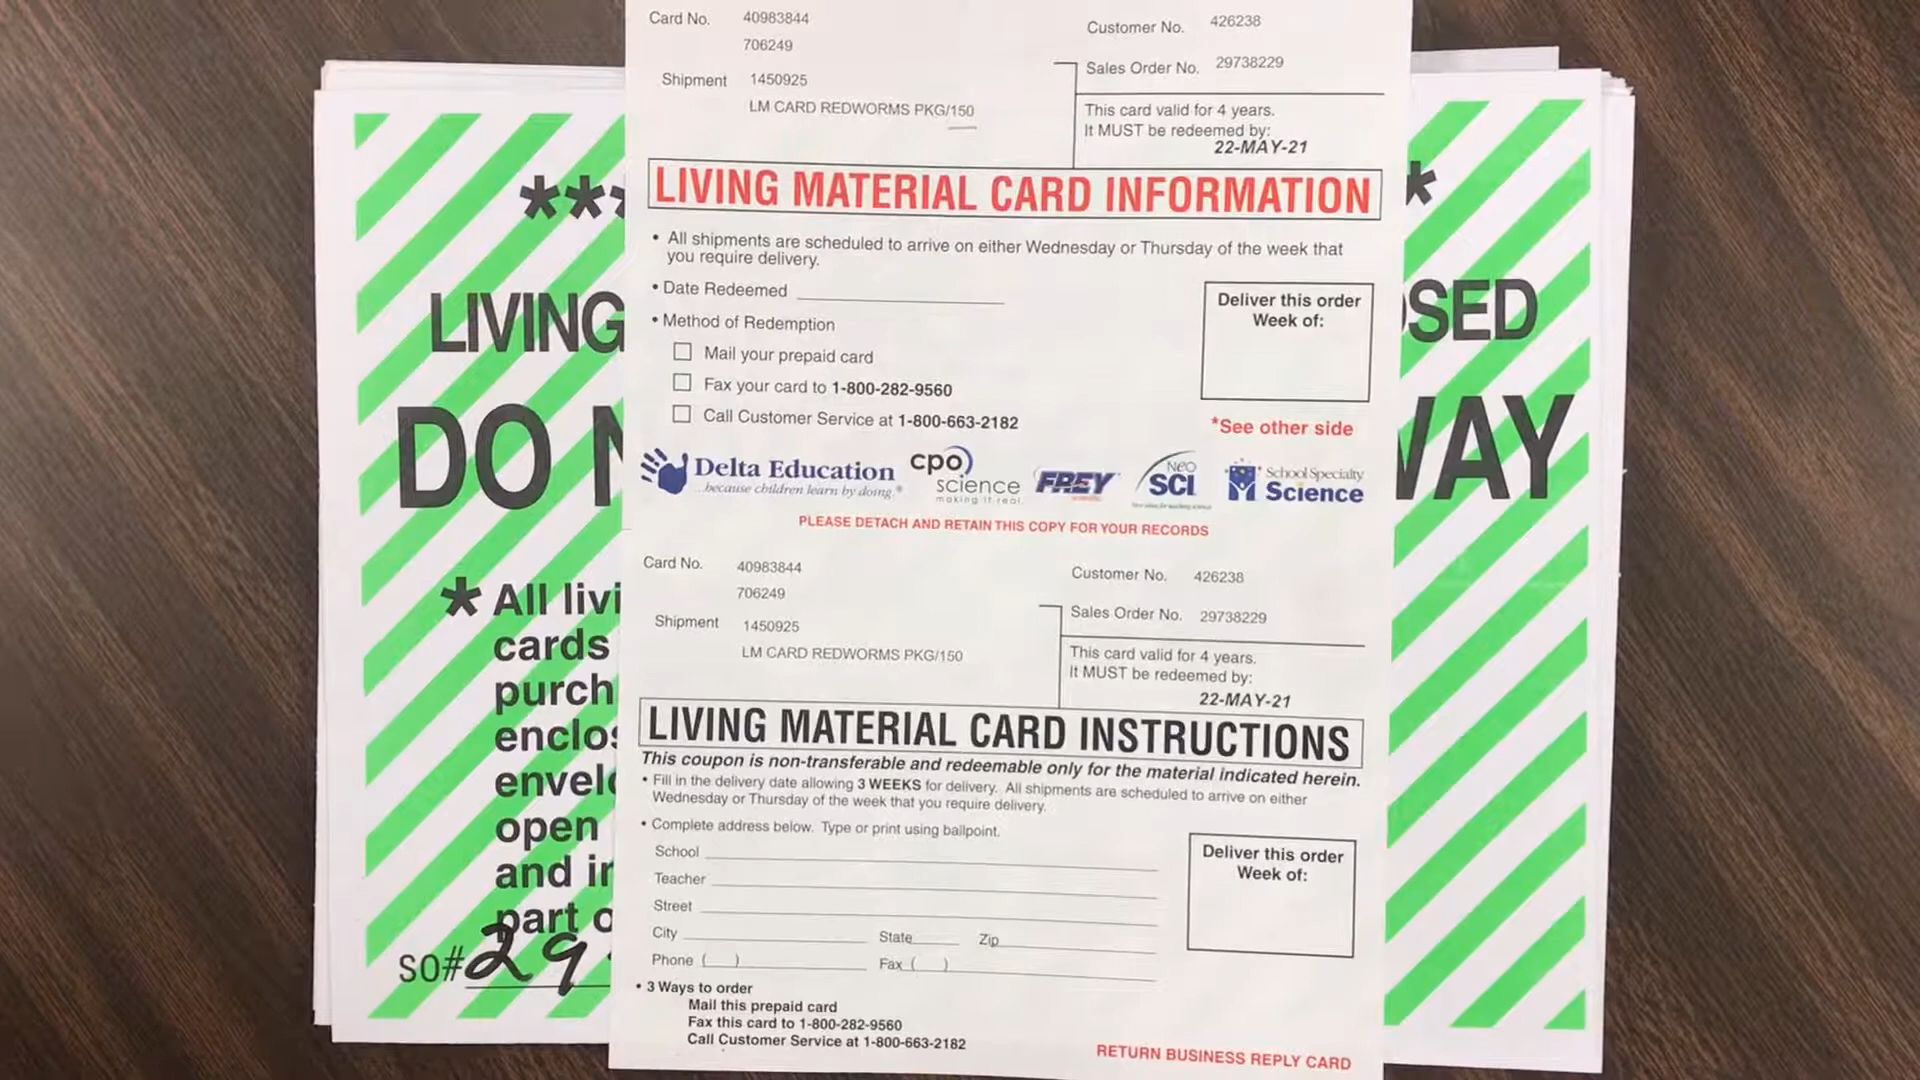 Card No. 40983844
706249
Customer No. 426238
Shipment 1450925
Sales Order No. 29738229
LM CARD REDWORMS PKG/150
This card valid for 4 years.
It MUST be redeemed by:
22-MAY-21
LIVING MATERIAL CARD INFORMATION
• All shipments are scheduled to arrive on either Wednesday or Thursday of the week that
you require delivery.
• Date Redeemed
• Method of Redemption
Mail your prepaid card
Fax your card to 1-800-282-9560
Call Customer Service at 1-800-663-2182
Deliver this order
Week of:
*See other side
Delta Education
...because children learn by doing.®
cpo
science
making it real
FREY
Neo
SCI
School Specialty
Science
PLEASE DETACH AND RETAIN THIS COPY FOR YOUR RECORDS
Card No. 40983844
706249
Customer No. 426238
Shipment 1450925
Sales Order No. 29738229
LM CARD REDWORMS PKG/150
This card valid for 4 years.
It MUST be redeemed by:
22-MAY-21
LIVING MATERIAL CARD INSTRUCTIONS
This coupon is non-transferable and redeemable only for the material indicated herein.
• Fill in the delivery date allowing 3 WEEKS for delivery. All shipments are scheduled to arrive on either
Wednesday or Thursday of the week that you require delivery.
• Complete address below. Type or print using ballpoint.
School
Teacher
Street
City State Zip
Phone ( ) Fax ( )
Deliver this order
Week of:
• 3 Ways to order
Mail this prepaid card
Fax this card to 1-800-282-9560
Call Customer Service at 1-800-663-2182
RETURN BUSINESS REPLY CARD
*** *
LIVING OSED
DO N WAY
* All livi
cards
purch
enclos
envelo
open
and in
part o
SO# 29